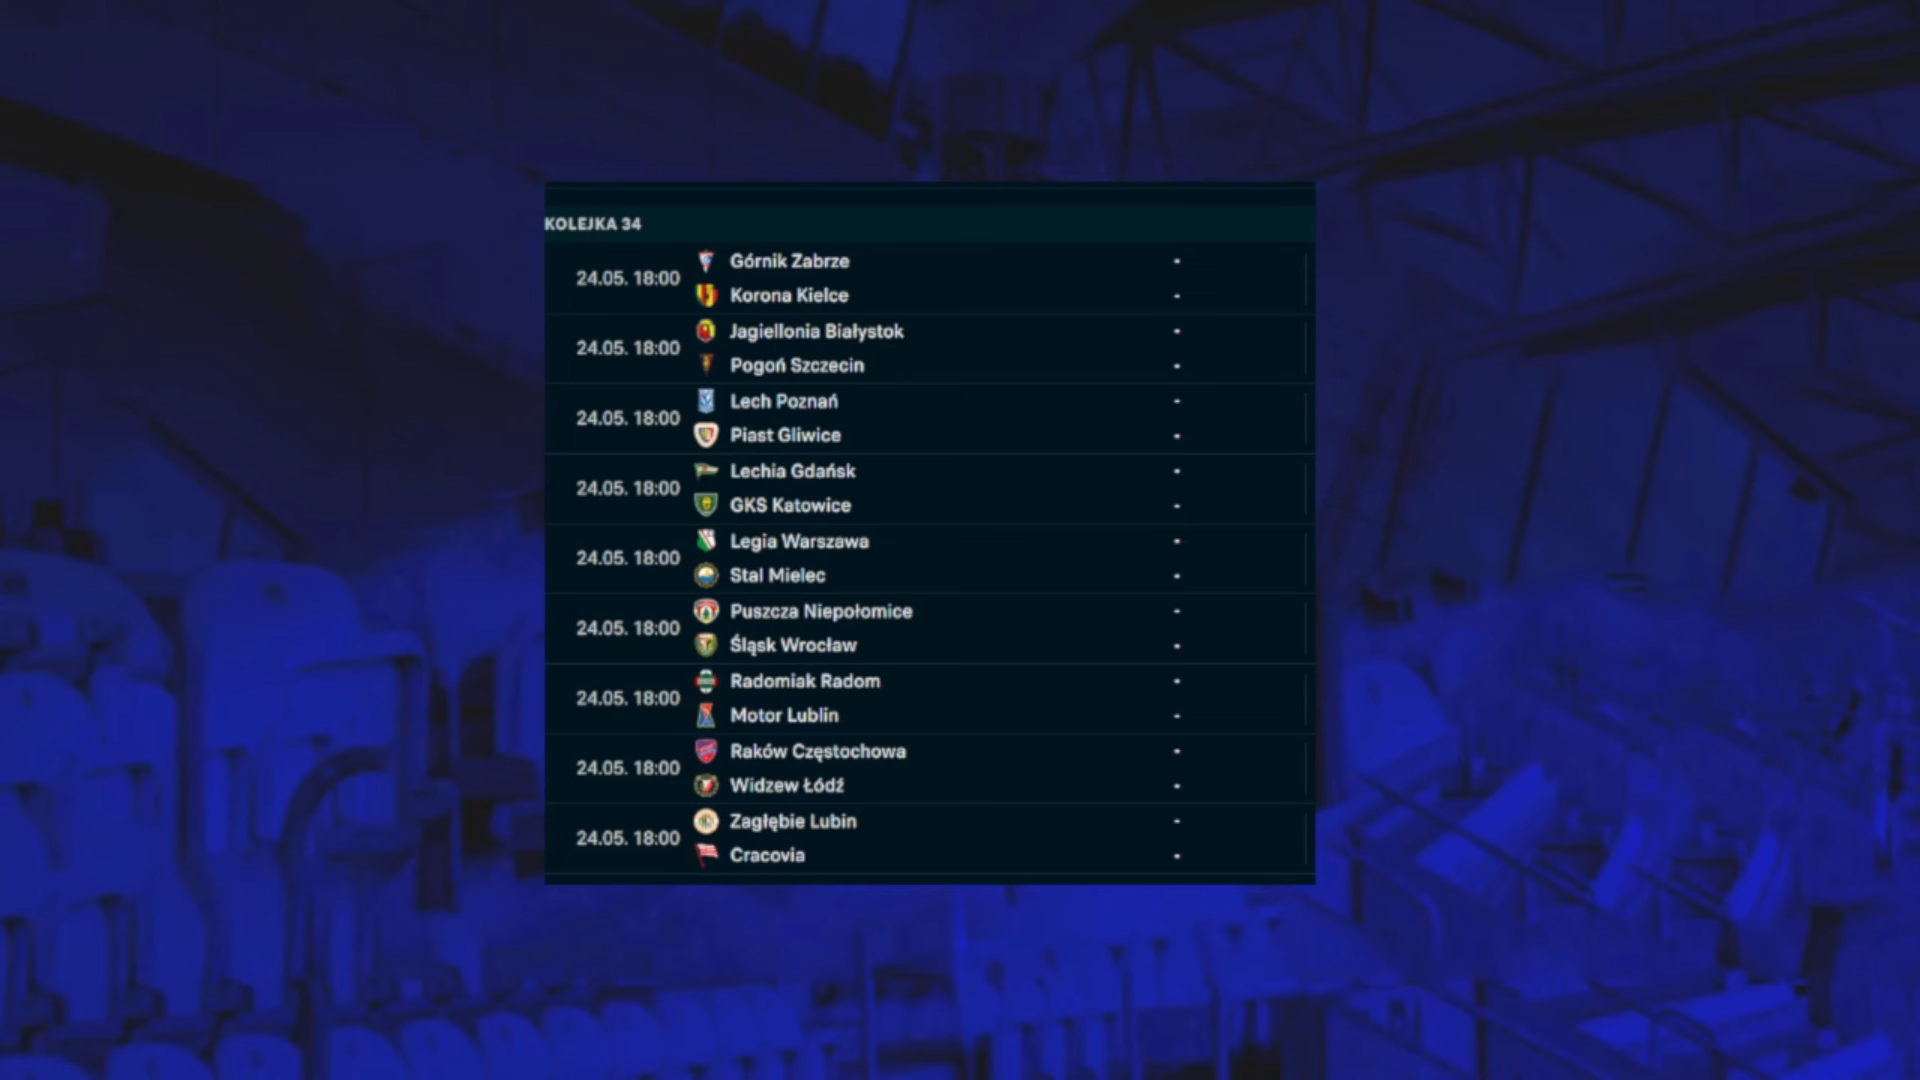 KOLEJKA 34
24.05. 18:00
Górnik Zabrze -
Korona Kielce -
24.05. 18:00
Jagiellonia Białystok -
Pogoń Szczecin -
24.05. 18:00
Lech Poznań -
Piast Gliwice -
24.05. 18:00
Lechia Gdańsk -
GKS Katowice -
24.05. 18:00
Legia Warszawa -
Stal Mielec -
24.05. 18:00
Puszcza Niepołomice -
Śląsk Wrocław -
24.05. 18:00
Radomiak Radom -
Motor Lublin -
24.05. 18:00
Raków Częstochowa -
Widzew Łódź -
24.05. 18:00
Zagłębie Lubin -
Cracovia -